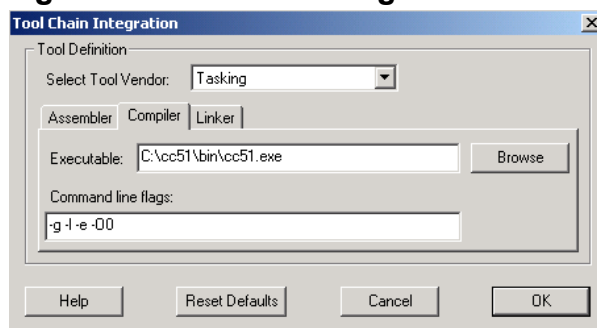 Tool Chain Integration
Tool Definition
Select Tool Vendor: Tasking
Assembler Compiler Linker
Executable: C:\cc51\bin\cc51.exe Browse
Command line flags:
-g -l -e -O0
Help Reset Defaults Cancel OK